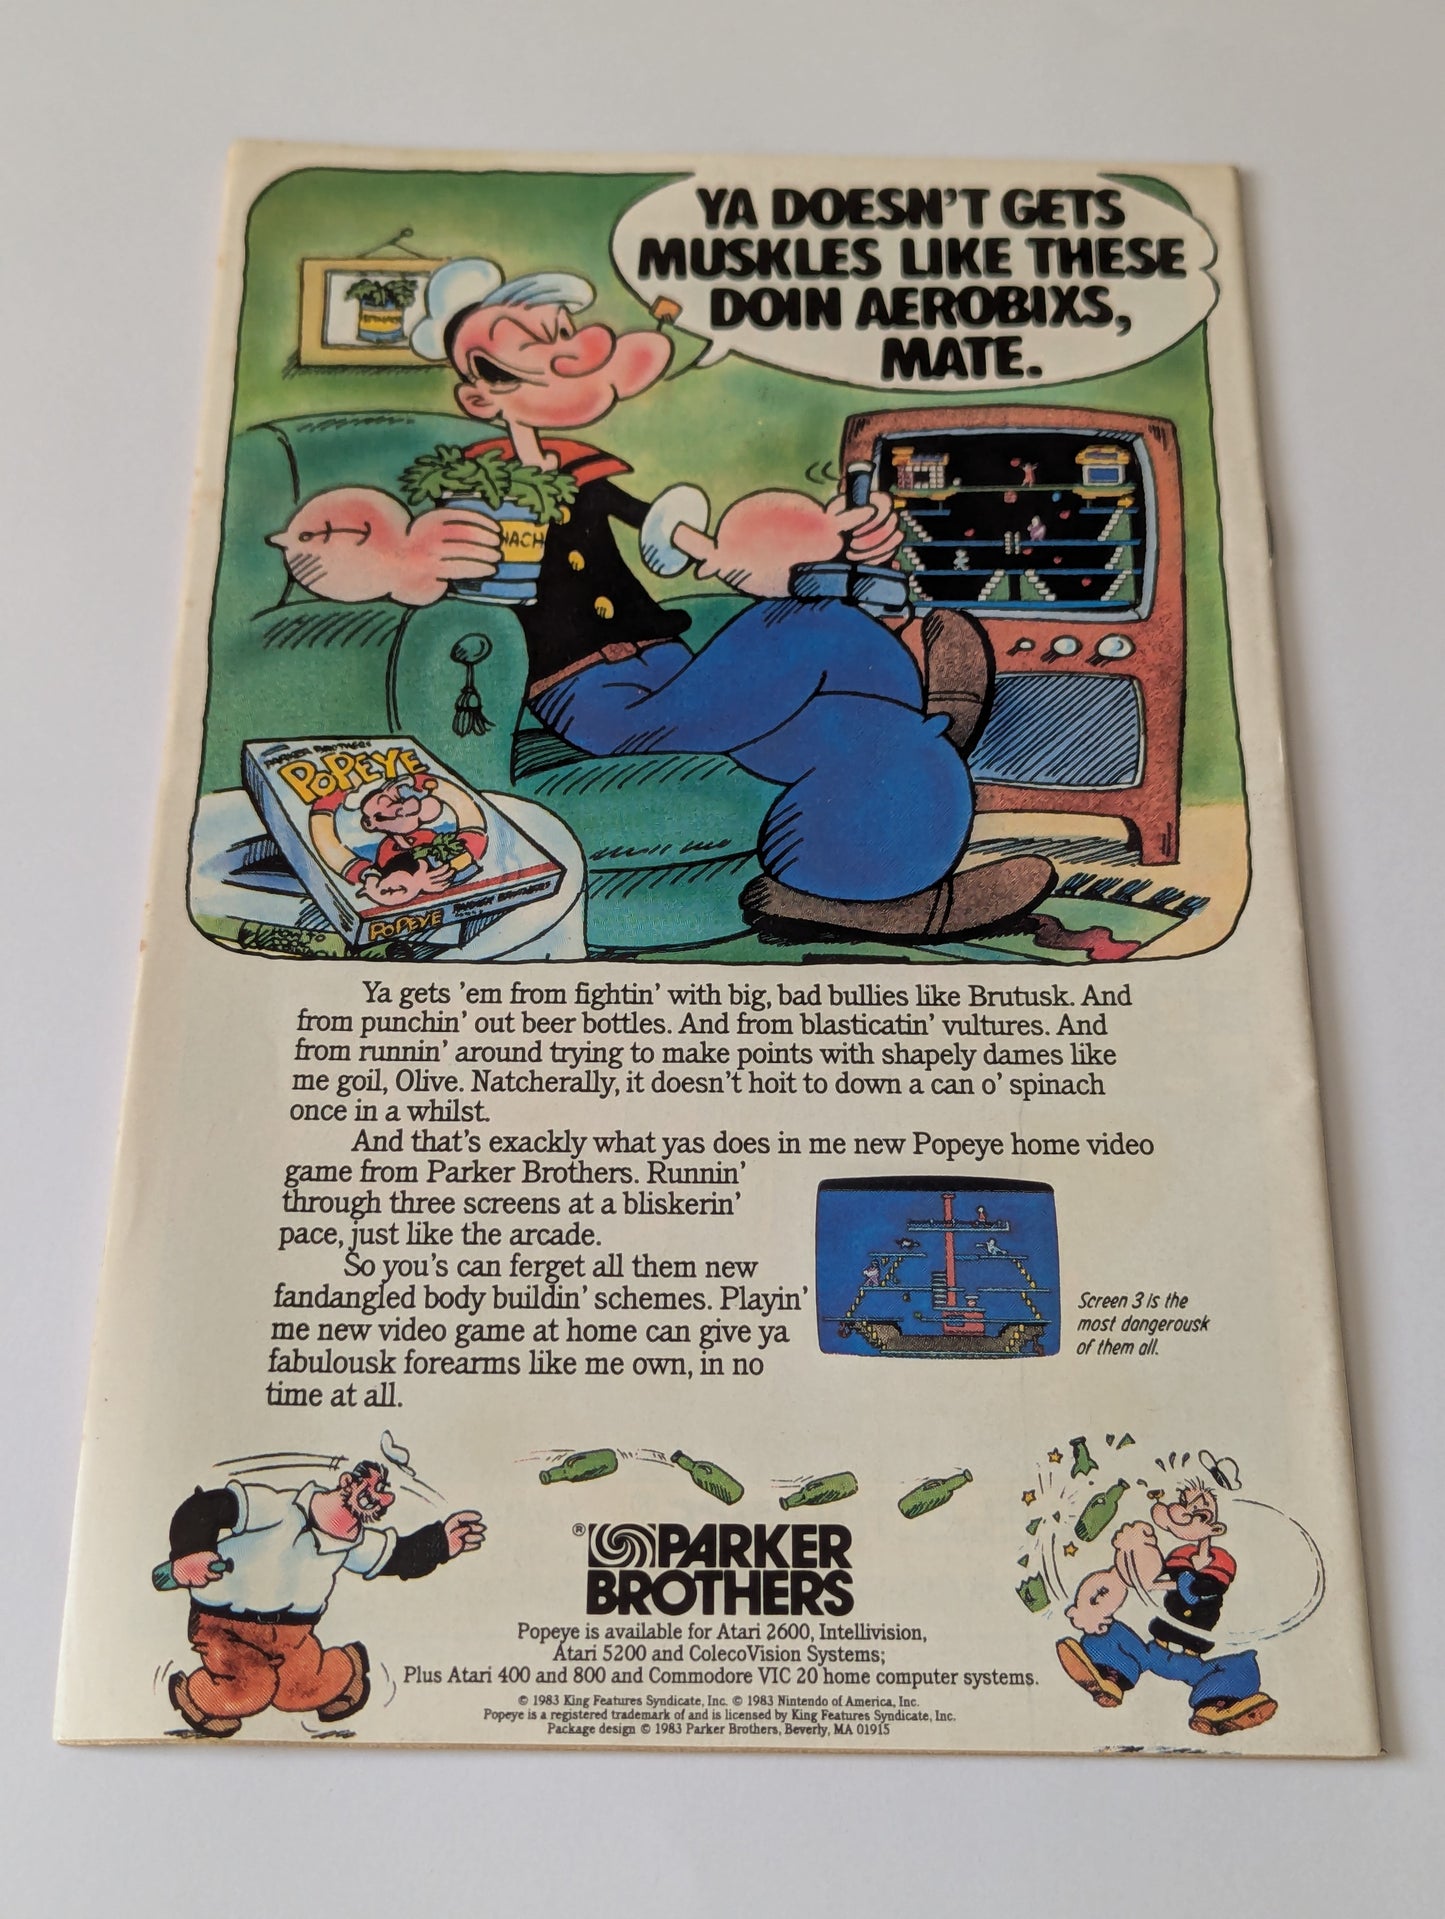 YA DOESN'T GETS
MUSKLES LIKE THESE
DOIN AEROBIXS,
MATE.
NACH
PARKER BROTHERS
POPEYE
POPEYE PARKER BROTHERS
HOW TO
Ya gets 'em from fightin' with big, bad bullies like Brutusk. And
from punchin' out beer bottles. And from blasticatin' vultures. And
from runnin' around trying to make points with shapely dames like
me goil, Olive. Natcherally, it doesn't hoit to down a can o' spinach
once in a whilst.
And that's exackly what yas does in me new Popeye home video
game from Parker Brothers. Runnin'
through three screens at a bliskerin'
pace, just like the arcade.
So you's can ferget all them new
fandangled body buildin' schemes. Playin'
me new video game at home can give ya
fabulousk forearms like me own, in no
time at all.
Screen 3 is the
most dangerousk
of them all.
® PARKER
BROTHERS
Popeye is available for Atari 2600, Intellivision,
Atari 5200 and ColecoVision Systems;
Plus Atari 400 and 800 and Commodore VIC 20 home computer systems.
© 1983 King Features Syndicate, Inc. © 1983 Nintendo of America, Inc.
Popeye is a registered trademark of and is licensed by King Features Syndicate, Inc.
Package design © 1983 Parker Brothers, Beverly, MA 01915